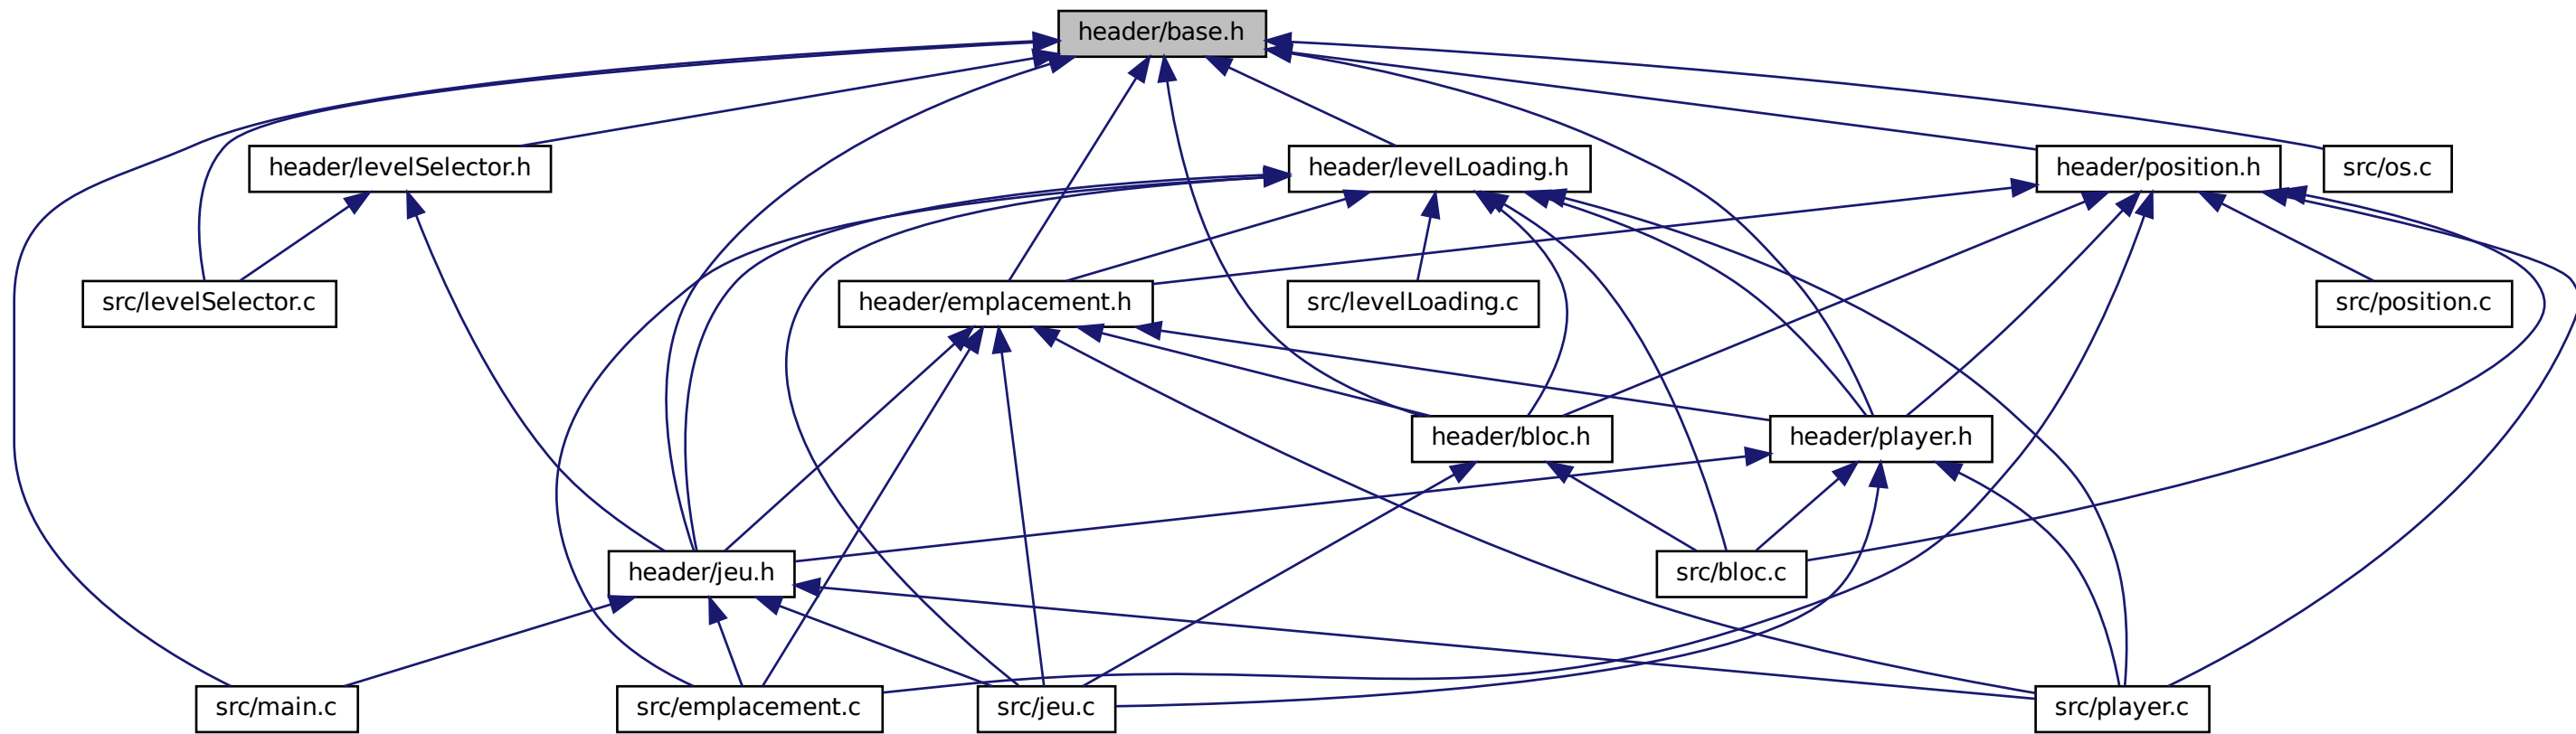 header/base.h
header/levelSelector.h
header/levelLoading.h
header/position.h
src/os.c
src/levelSelector.c
header/emplacement.h
src/levelLoading.c
src/position.c
header/bloc.h
header/player.h
header/jeu.h
src/bloc.c
src/main.c
src/emplacement.c
src/jeu.c
src/player.c